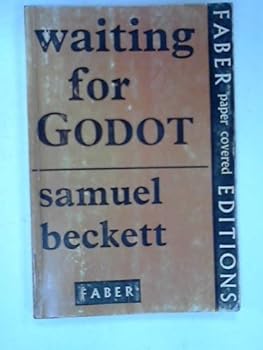 waiting
for
GODOT
samuel
beckett
FABER
FABER paper covered EDITIONS